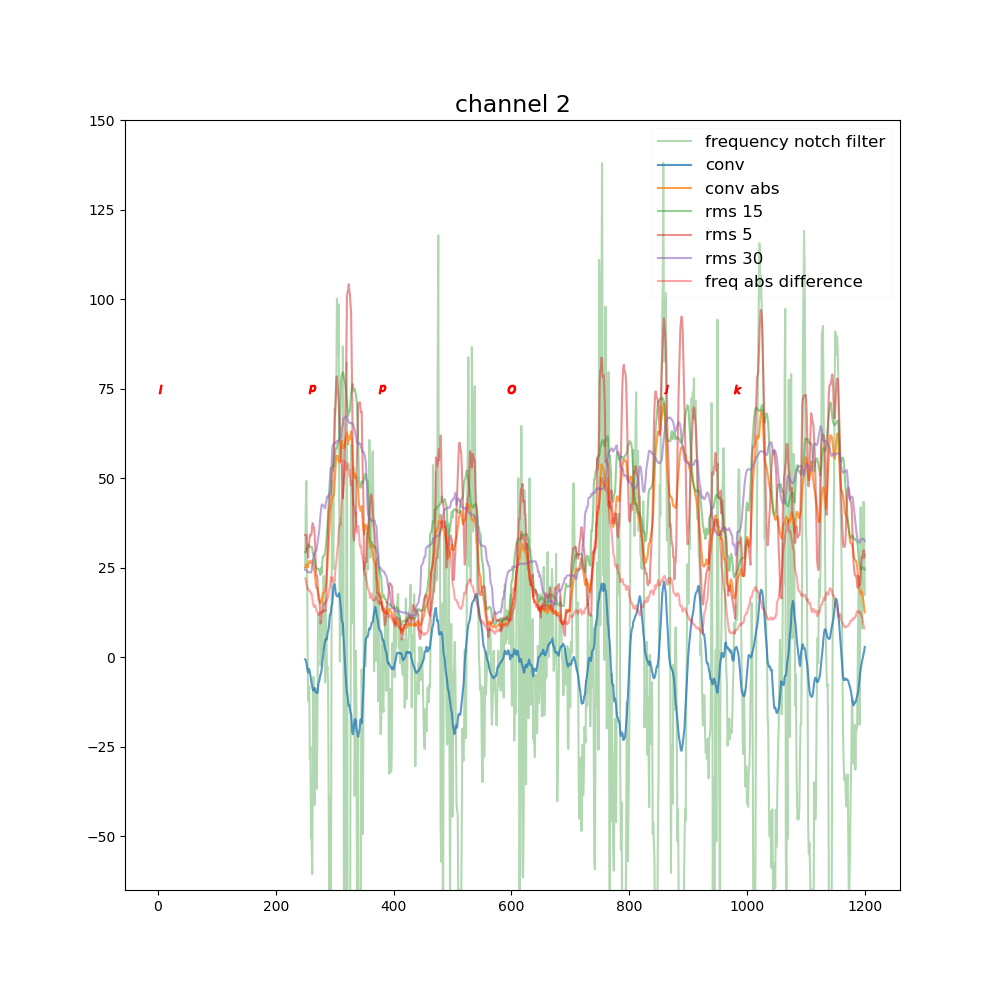 channel 2
150
125
100
75
50
25
0
−25
−50
frequency notch filter
conv
conv abs
rms 15
rms 5
rms 30
freq abs difference
l p p O j k
0 200 400 600 800 1000 1200